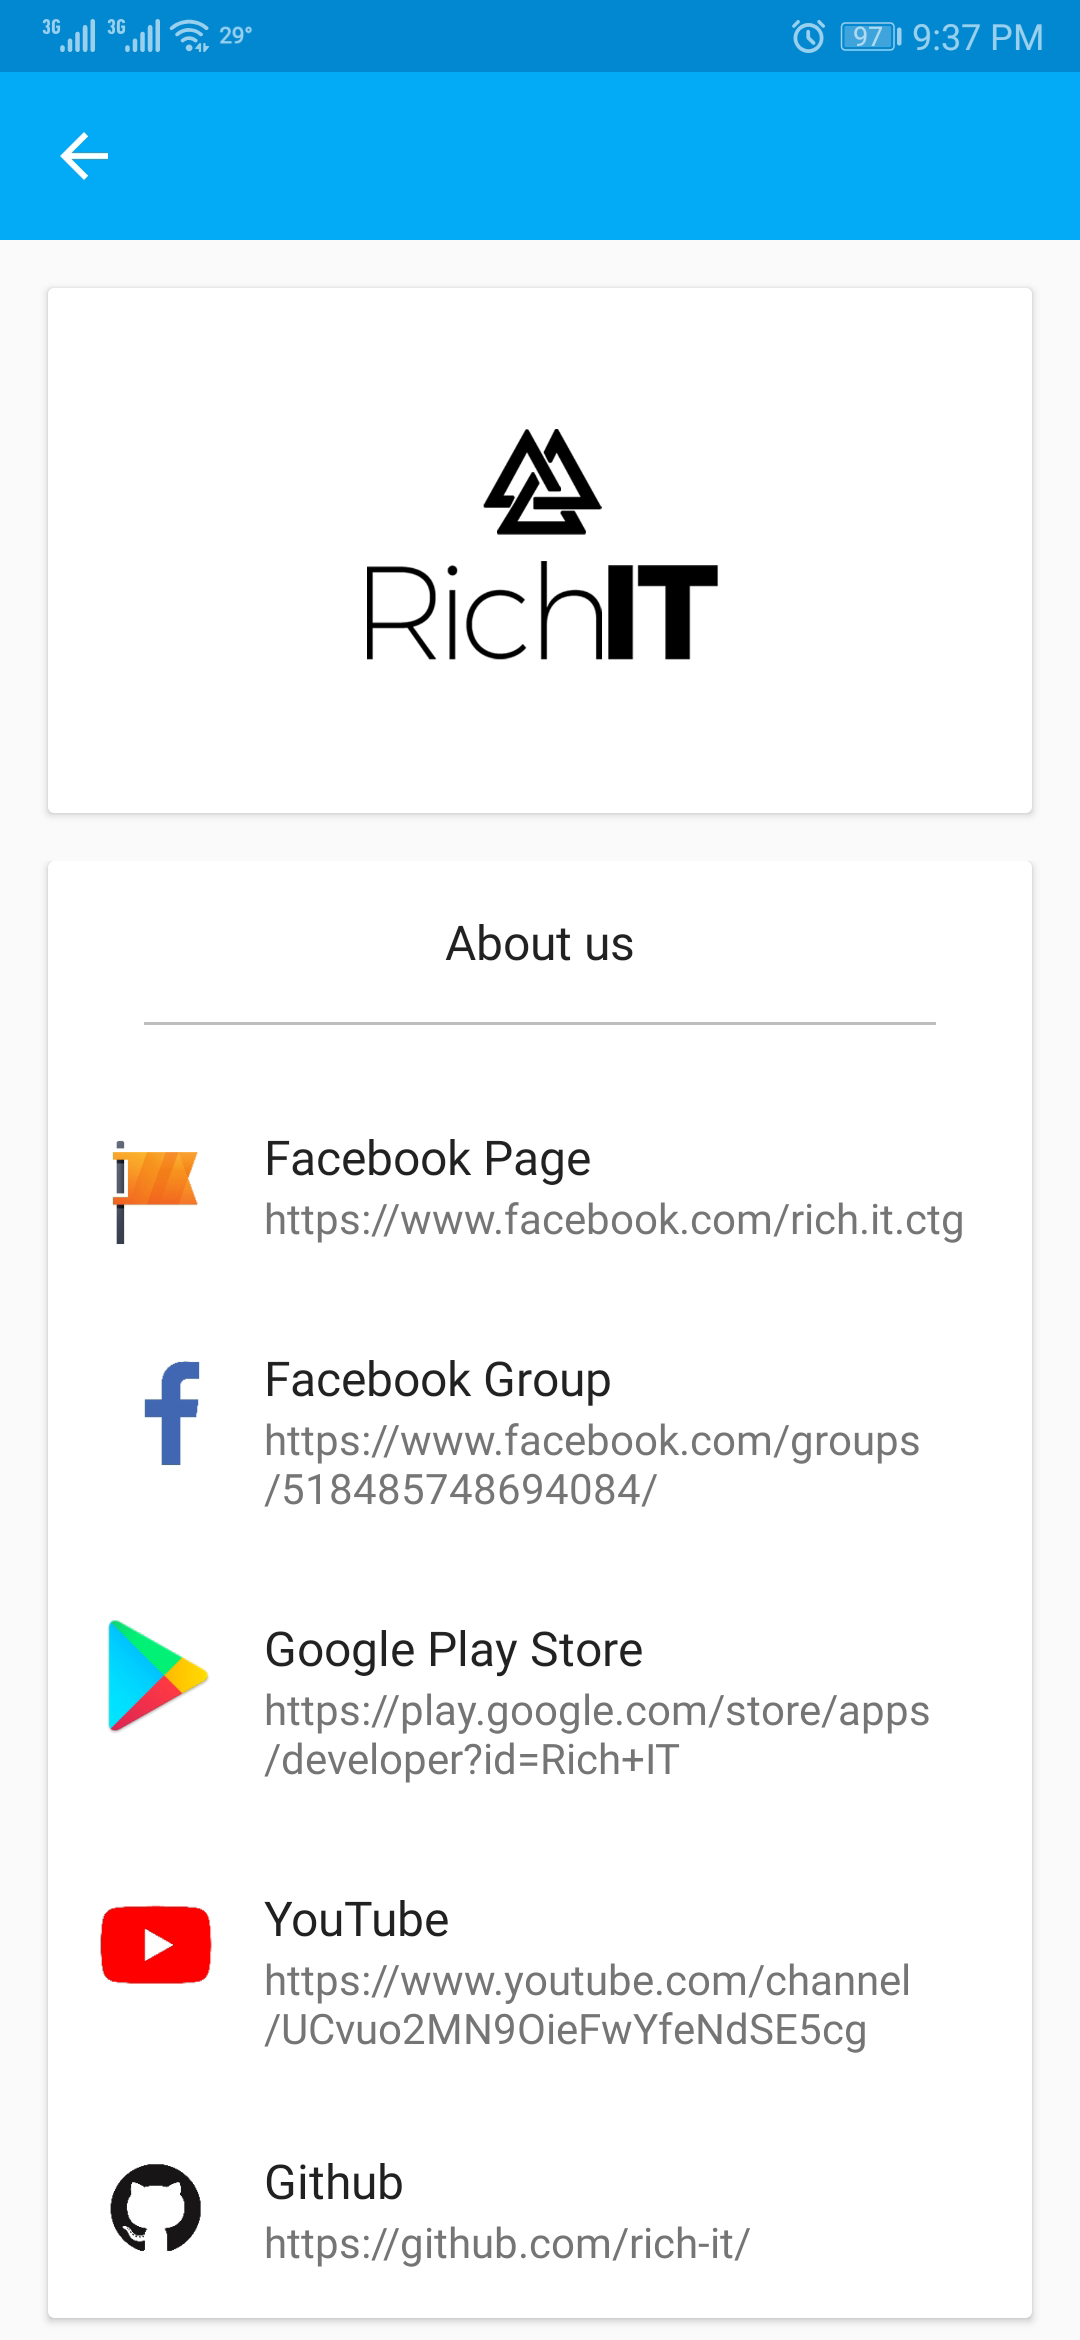 3G 3G 29° 97 9:37 PM
RichIT
About us
Facebook Page
https://www.facebook.com/rich.it.ctg
Facebook Group
https://www.facebook.com/groups
/518485748694084/
Google Play Store
https://play.google.com/store/apps
/developer?id=Rich+IT
YouTube
https://www.youtube.com/channel
/UCvuo2MN9OieFwYfeNdSE5cg
Github
https://github.com/rich-it/